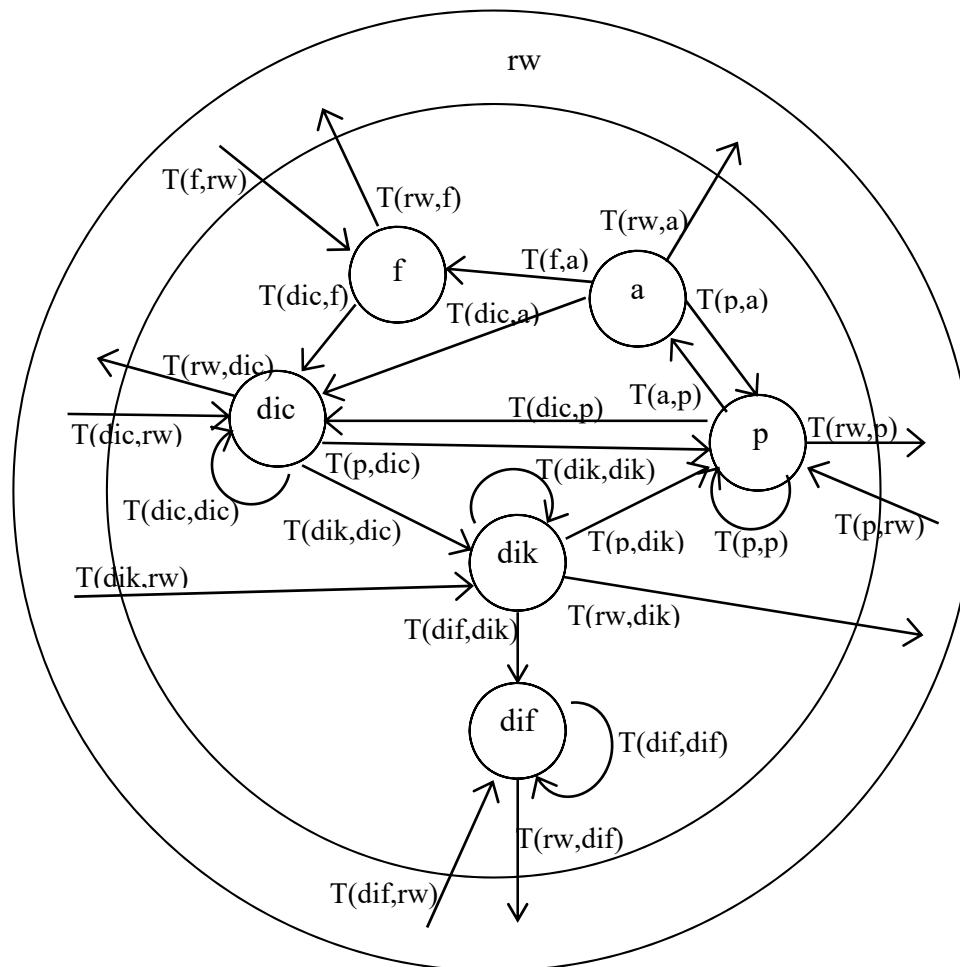 rw
T(f,rw)
T(rw,f)
T(rw,a)
f
T(f,a)
a
T(dic,f)
T(dic,a)
T(p,a)
T(rw,dic)
dic
T(dic,p)
T(a,p)
p
T(rw,p)
T(dic,rw)
T(p,dic)
T(dik,dik)
T(dic,dic)
T(dik,dic)
dik
T(p,dik)
T(p,p)
T(p,rw)
T(dik,rw)
T(dif,dik)
T(rw,dik)
dif
T(dif,dif)
T(rw,dif)
T(dif,rw)